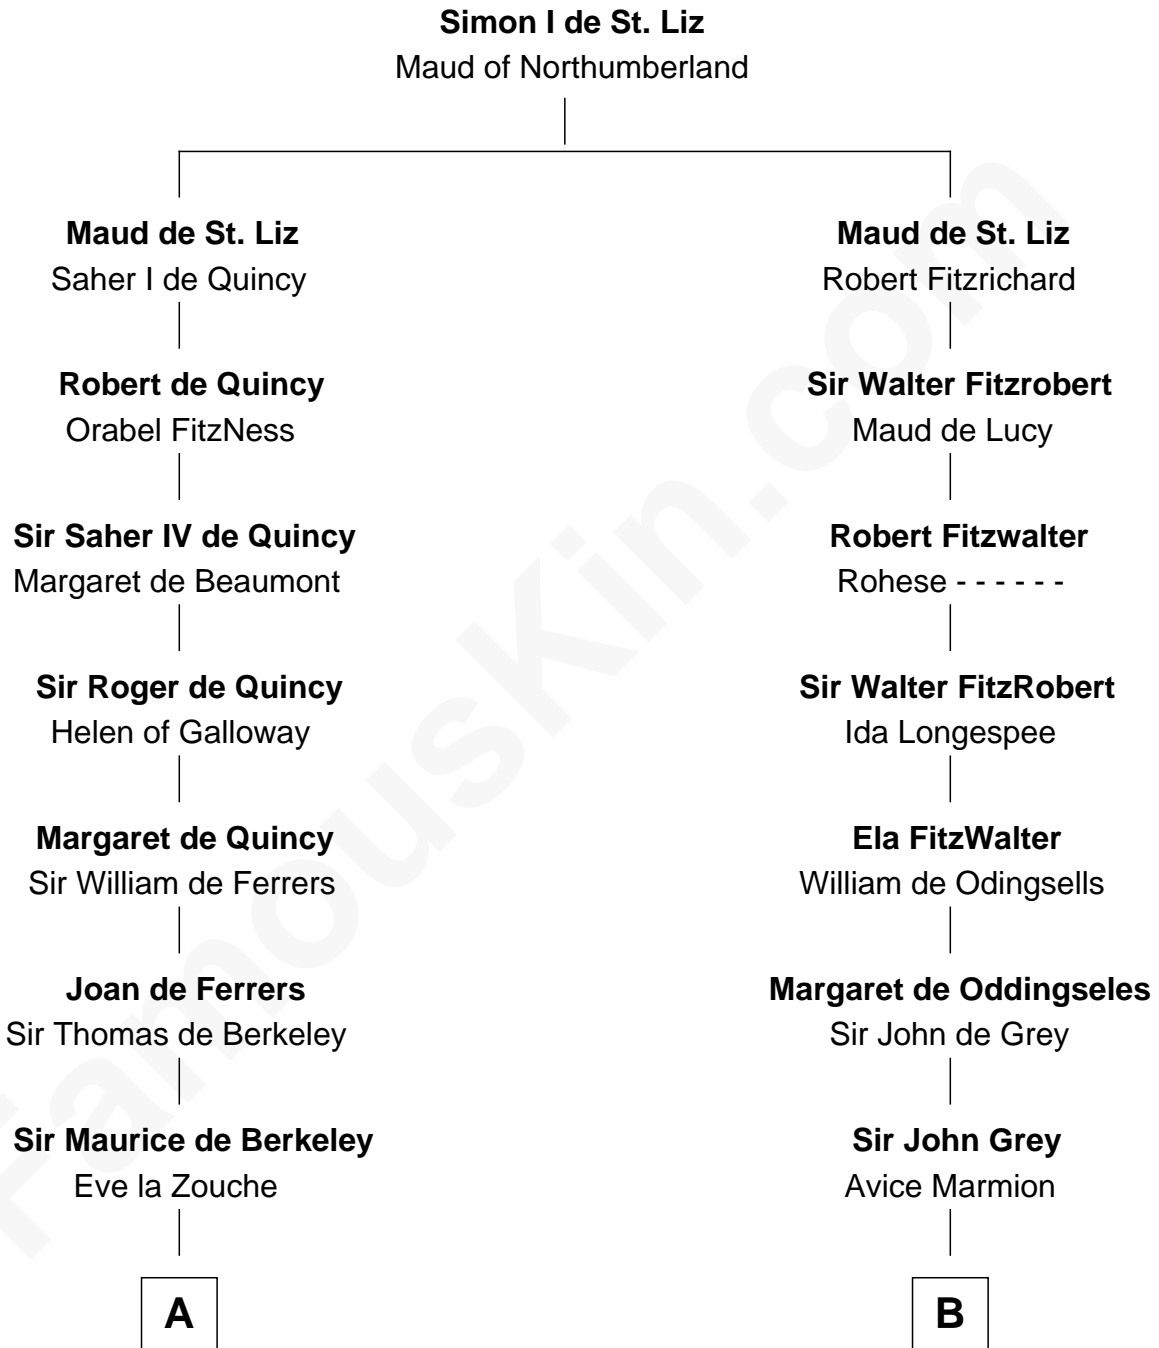 Simon I de St. Liz
Maud of Northumberland
Maud de St. Liz
Saher I de Quincy
Maud de St. Liz
Robert Fitzrichard
Robert de Quincy
Orabel FitzNess
Sir Walter Fitzrobert
Maud de Lucy
Sir Saher IV de Quincy
Margaret de Beaumont
Robert Fitzwalter
Rohese - - - - - -
Sir Roger de Quincy
Helen of Galloway
Sir Walter FitzRobert
Ida Longespee
Margaret de Quincy
Sir William de Ferrers
Ela FitzWalter
William de Odingsells
Joan de Ferrers
Sir Thomas de Berkeley
Margaret de Oddingseles
Sir John de Grey
Sir Maurice de Berkeley
Eve la Zouche
Sir John Grey
Avice Marmion
A
B
FamousKin.com